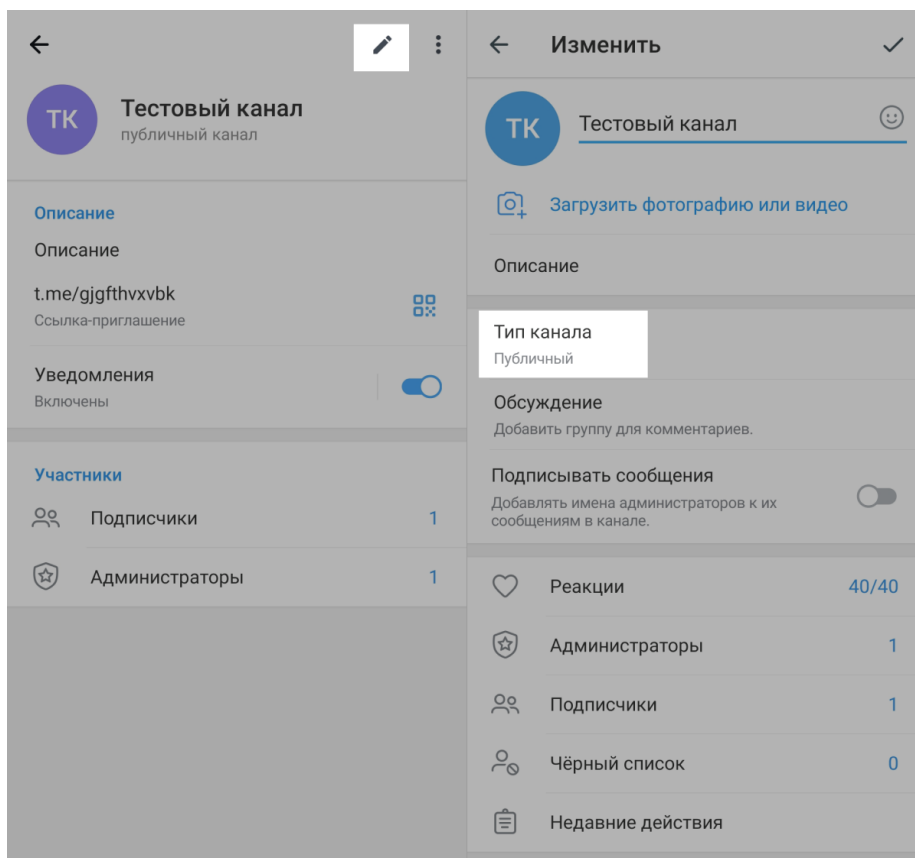 ТК
Тестовый канал
публичный канал
Описание
Описание
t.me/gjgfthvxvbk
Ссылка-приглашение
Уведомления
Включены
Участники
Подписчики 1
Администраторы 1
Изменить
ТК
Тестовый канал
Загрузить фотографию или видео
Описание
Тип канала
Публичный
Обсуждение
Добавить группу для комментариев.
Подписывать сообщения
Добавлять имена администраторов к их
сообщениям в канале.
Реакции 40/40
Администраторы 1
Подписчики 1
Чёрный список 0
Недавние действия